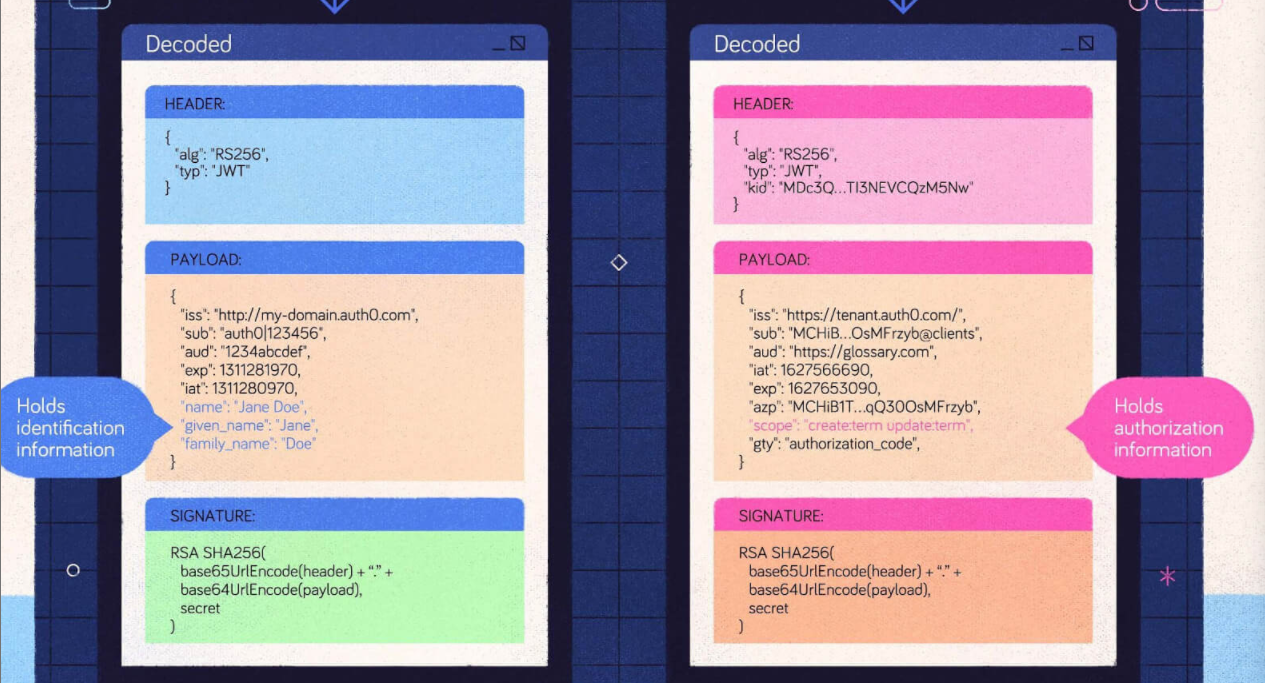 Decoded
HEADER:
{
"alg": "RS256",
"typ": "JWT"
}
PAYLOAD:
{
"iss": "http://my-domain.auth0.com",
"sub": "auth0|123456",
"aud": "1234abcdef",
"exp": 1311281970,
"iat": 1311280970,
"name": "Jane Doe",
"given_name": "Jane",
"family_name": "Doe"
}
Holds
identification
information
SIGNATURE:
RSA SHA256(
base65UrlEncode(header) + “.” +
base64UrlEncode(payload),
secret
)
Decoded
HEADER:
{
"alg": "RS256",
"typ": "JWT",
"kid": "MDc3Q...TI3NEVCQzM5Nw"
}
PAYLOAD:
{
"iss": "https://tenant.auth0.com/",
"sub": "MCHiB...OsMFrzyb@clients",
"aud": "https://glossary.com",
"iat": 1627566690,
"exp": 1627653090,
"azp": "MCHiB1T...qQ30OsMFrzyb",
"scope": "create:term update:term",
"gty": "authorization_code",
}
Holds
authorization
information
SIGNATURE:
RSA SHA256(
base65UrlEncode(header) + “.” +
base64UrlEncode(payload),
secret
)